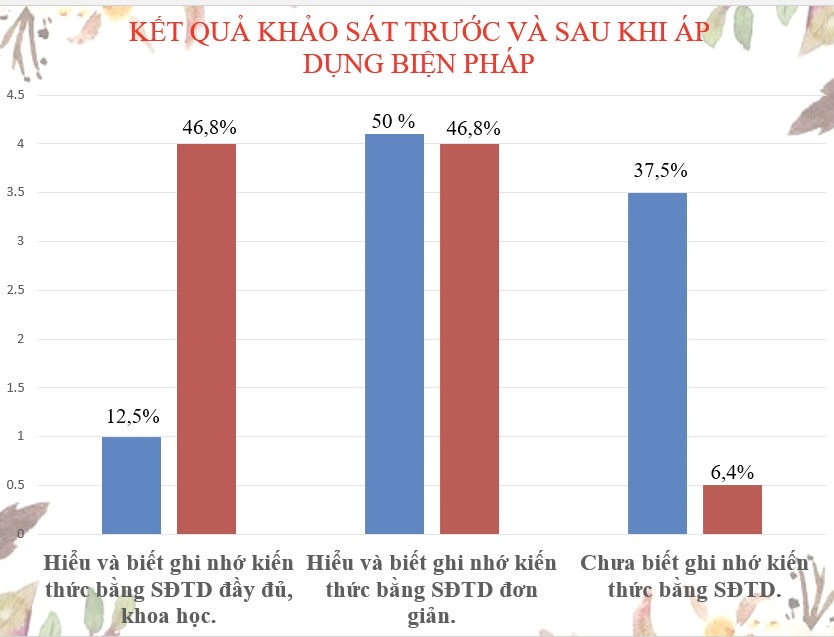 KẾT QUẢ KHẢO SÁT TRƯỚC VÀ SAU KHI ÁP
DỤNG BIỆN PHÁP
4.5
4
3.5
3
2.5
2
1.5
1
0.5
0
12,5%
46,8%
50 %
46,8%
37,5%
6,4%
Hiểu và biết ghi nhớ kiến
thức bằng SĐTD đầy đủ,
khoa học.
Hiểu và biết ghi nhớ kiến
thức bằng SĐTD đơn
giản.
Chưa biết ghi nhớ kiến
thức bằng SĐTD.